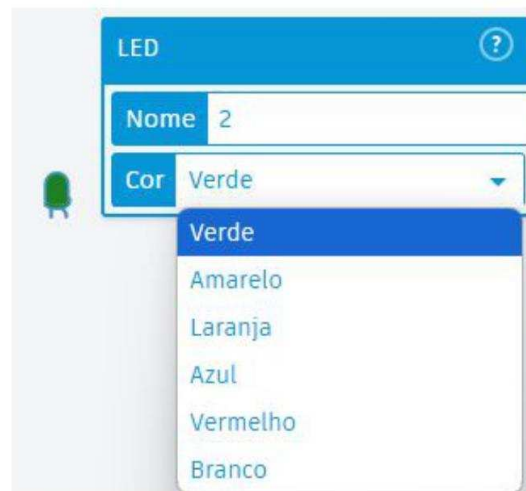 LED ?
Nome 2
Cor Verde
Verde
Amarelo
Laranja
Azul
Vermelho
Branco